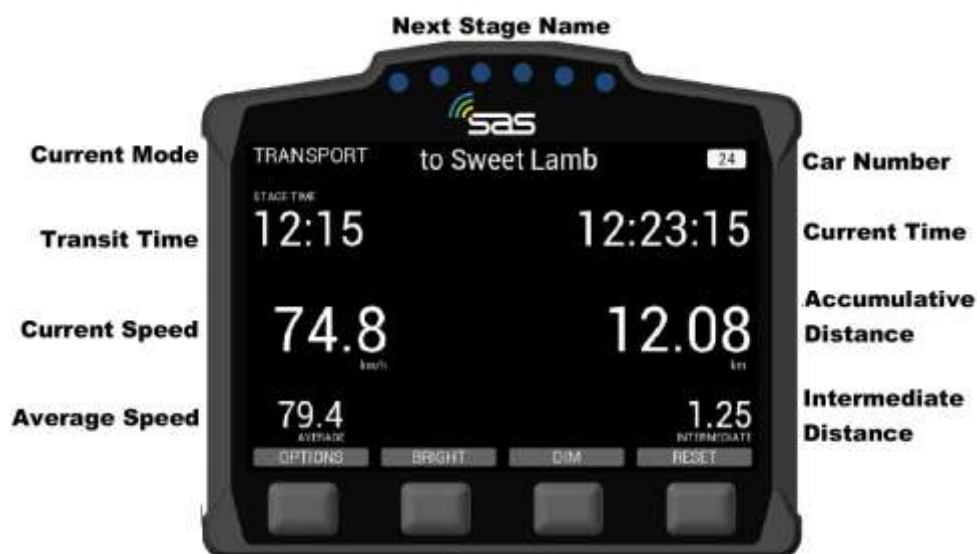 Next Stage Name
sas
Current Mode
TRANSPORT
to Sweet Lamb
24
Car Number
STAGE TIME
Transit Time
12:15
12:23:15
Current Time
Current Speed
74.8
km/h
12.08
km
Accumulative
Distance
Average Speed
79.4
AVERAGE
1.25
INTERMEDIATE
Intermediate
Distance
OPTIONS
BRIGHT
DIM
RESET